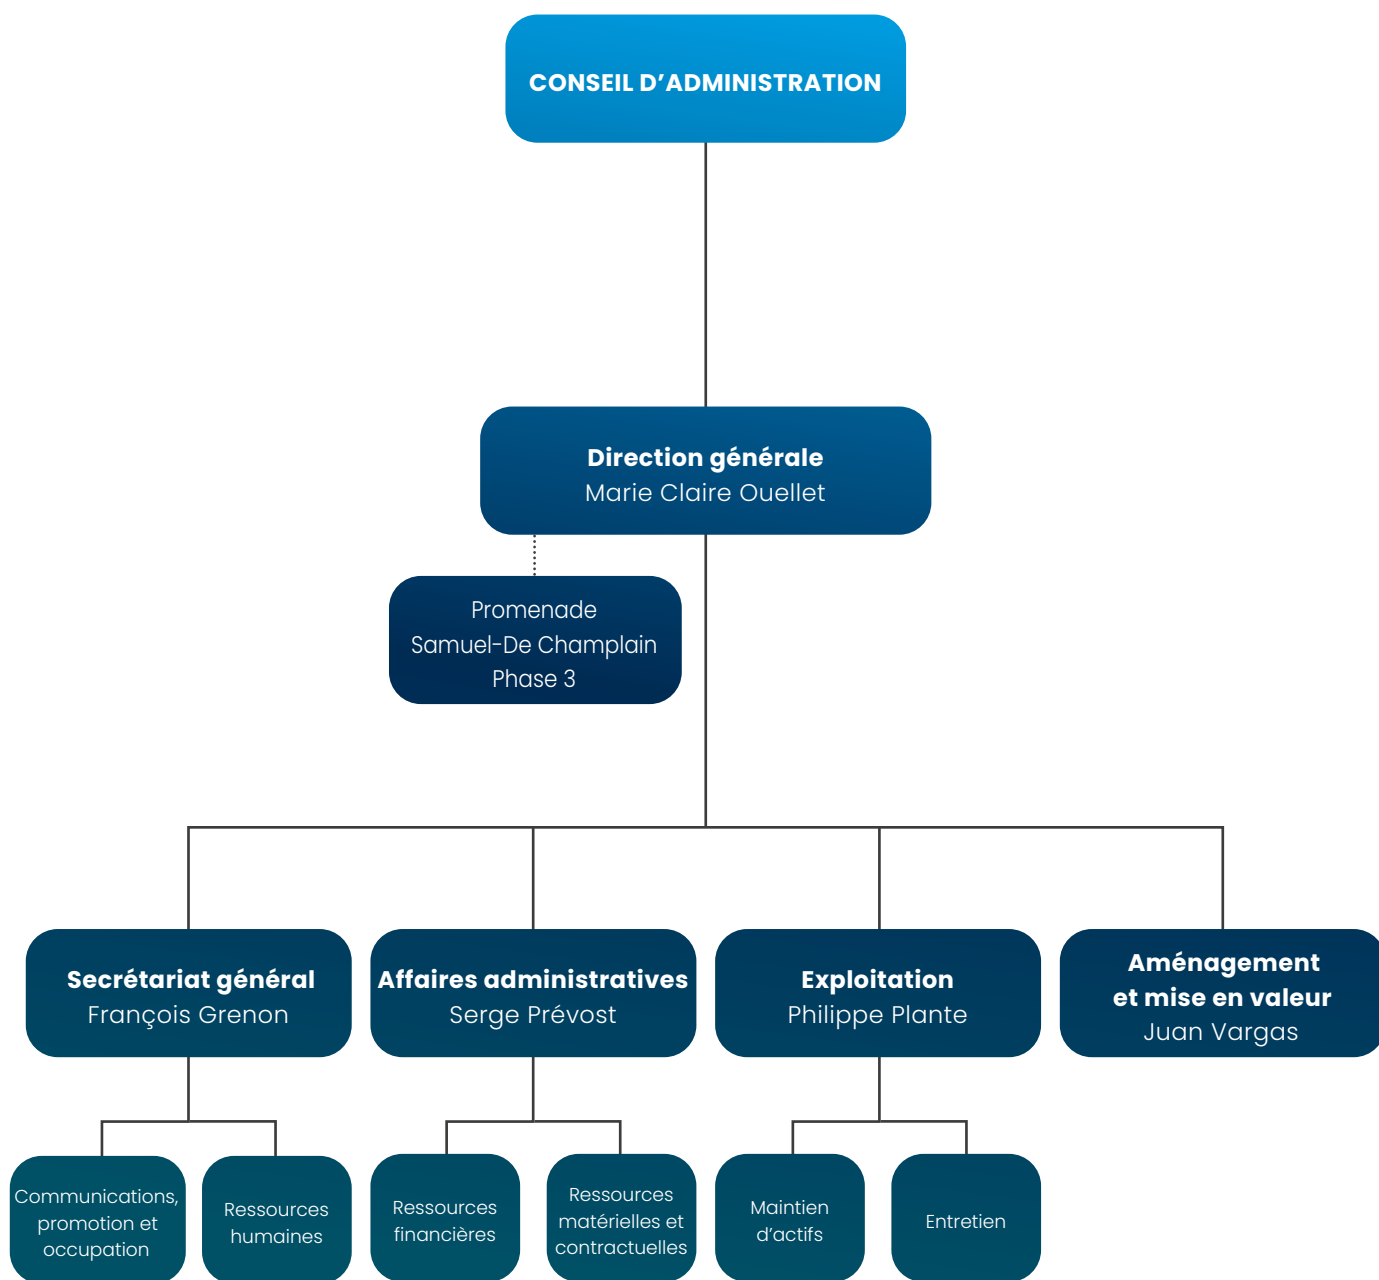 CONSEIL D’ADMINISTRATION
Direction générale
Marie Claire Ouellet
Promenade
Samuel-De Champlain
Phase 3
Secrétariat général
François Grenon
Affaires administratives
Serge Prévost
Exploitation
Philippe Plante
Aménagement
et mise en valeur
Juan Vargas
Communications,
promotion et
occupation
Ressources
humaines
Ressources
financières
Ressources
matérielles et
contractuelles
Maintien
d’actifs
Entretien